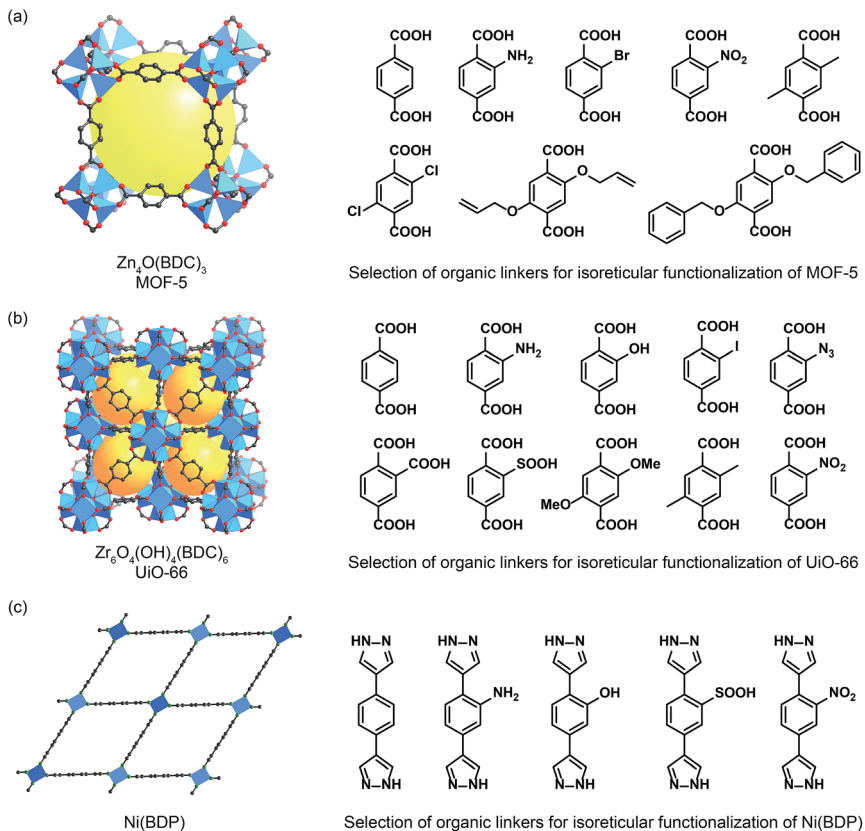 (a)
COOH COOH COOH COOH COOH
NH2 Br NO2
COOH COOH COOH COOH COOH
COOH COOH COOH
Cl O O
Cl O O
COOH COOH COOH
Zn4O(BDC)3
MOF-5
Selection of organic linkers for isoreticular functionalization of MOF-5
(b)
COOH COOH COOH COOH COOH
NH2 OH I N3
COOH COOH COOH COOH COOH
COOH COOH COOH COOH COOH
COOH SOOH OMe NO2
MeO
COOH COOH COOH COOH COOH
Zr6O4(OH)4(BDC)6
UiO-66
Selection of organic linkers for isoreticular functionalization of UiO-66
(c)
HN-N HN-N HN-N HN-N HN-N
NH2 OH SOOH NO2
N-NH N-NH N-NH N-NH N-NH
Ni(BDP)
Selection of organic linkers for isoreticular functionalization of Ni(BDP)